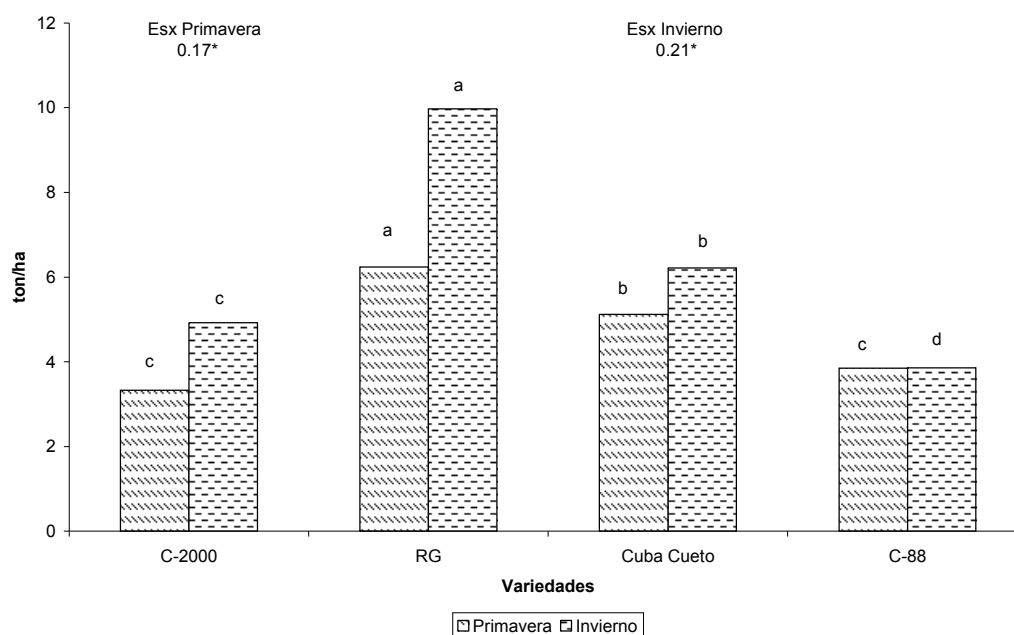 Esx Primavera
0.17*
Esx Invierno
0.21*
12
10
8
6
4
2
0
ton/ha
c
c
a
a
b
b
c
d
C-2000
RG
Cuba Cueto
C-88
Variedades
Primavera
Invierno